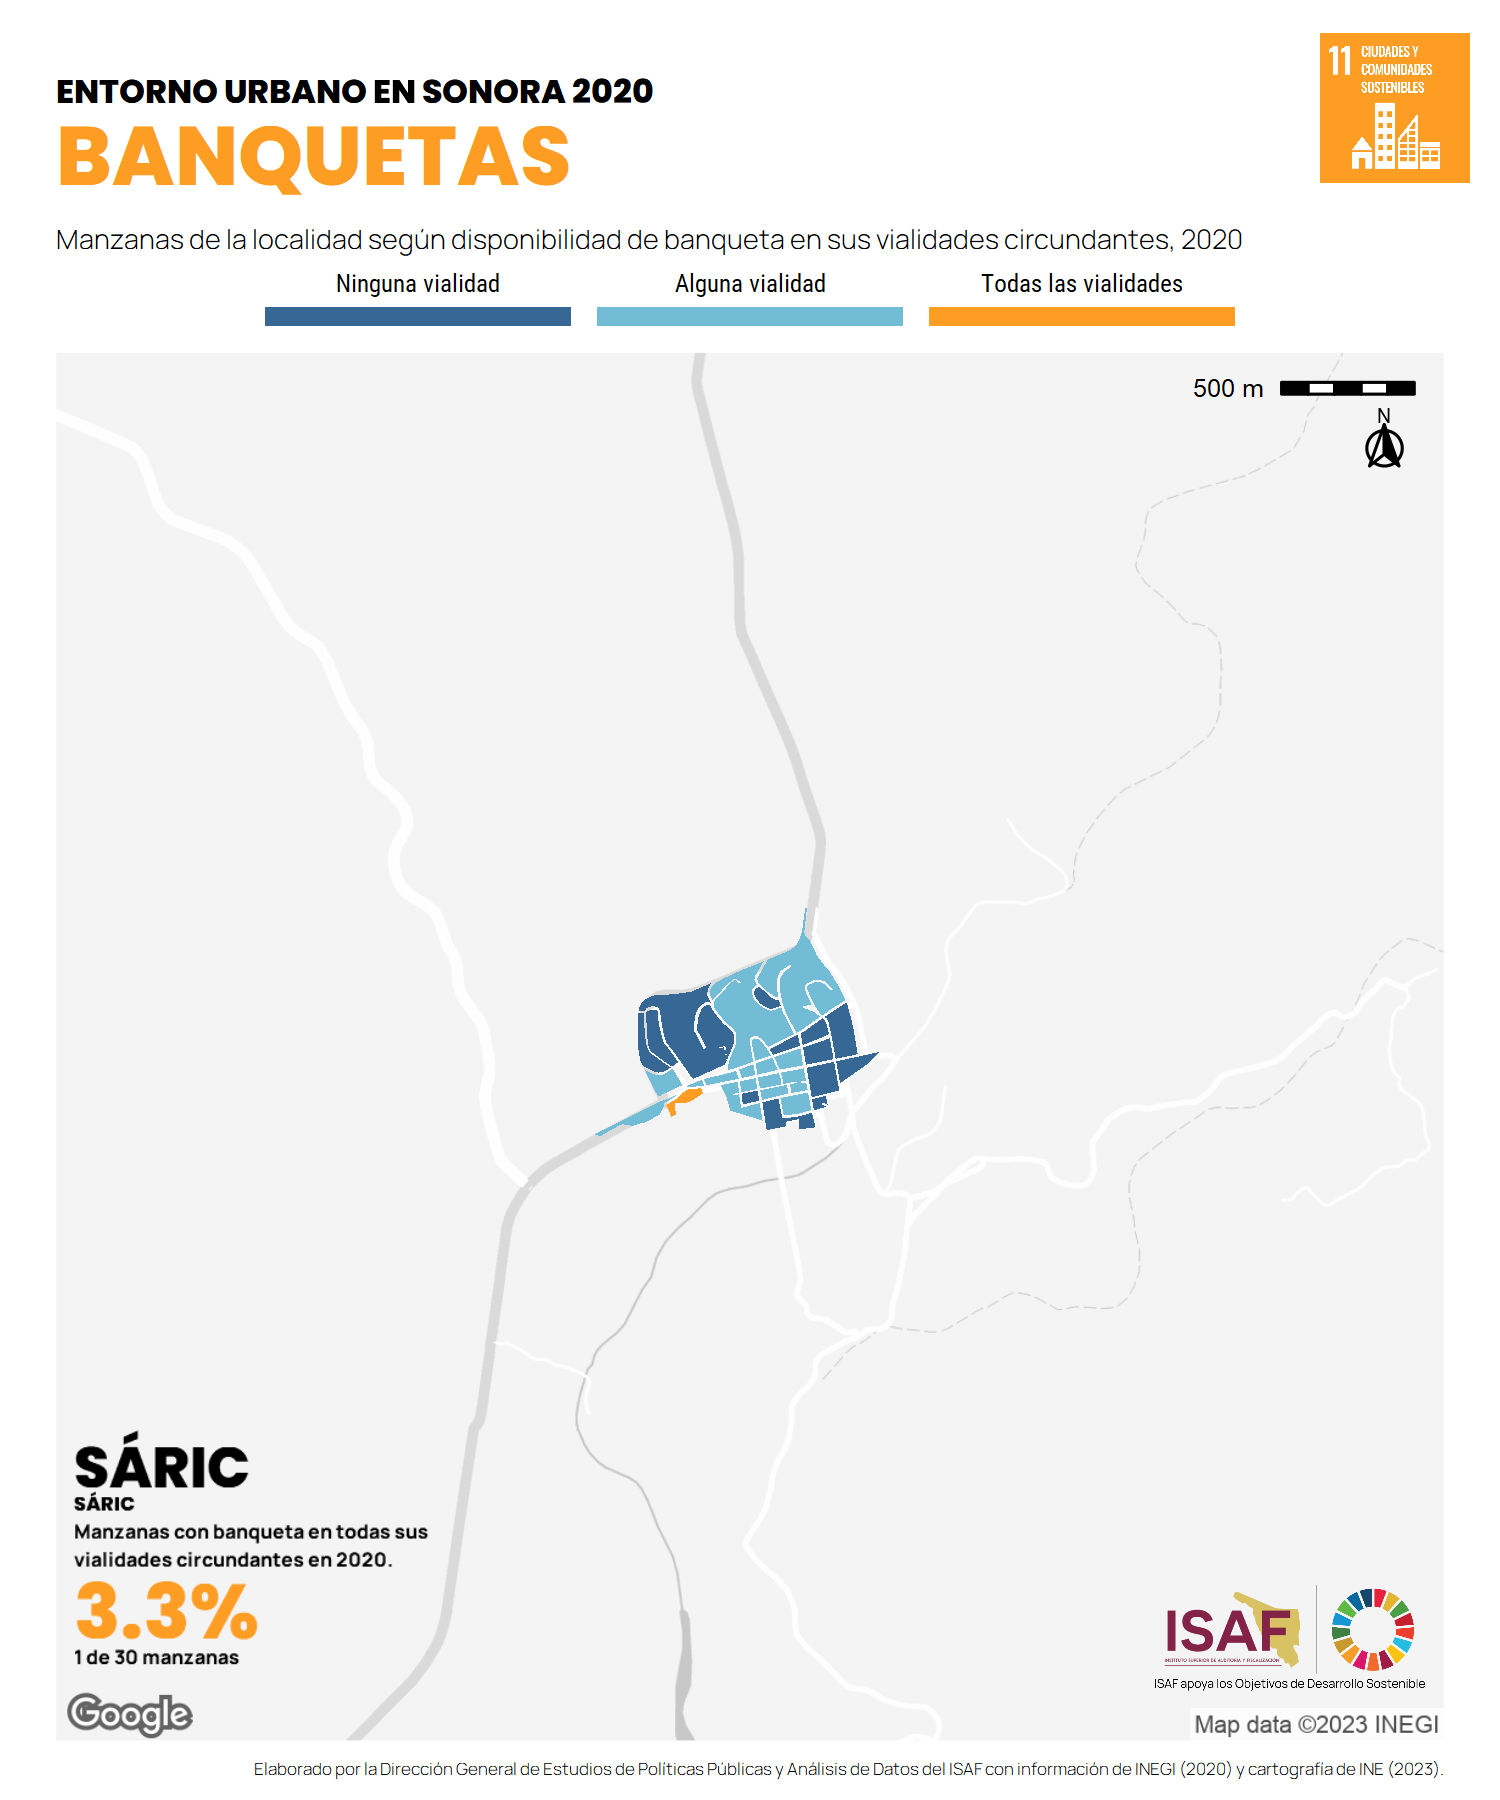 ENTORNO URBANO EN SONORA 2020
BANQUETAS
11 CIUDADES Y
COMUNIDADES
SOSTENIBLES
Manzanas de la localidad según disponibilidad de banqueta en sus vialidades circundantes, 2020
Ninguna vialidad
Alguna vialidad
Todas las vialidades
500 m
N
SÁRIC
SÁRIC
Manzanas con banqueta en todas sus
vialidades circundantes en 2020.
3.3%
1 de 30 manzanas
Google
ISAF
INSTITUTO SUPERIOR DE AUDITORÍA Y FISCALIZACIÓN
ISAF apoya los Objetivos de Desarrollo Sostenible
Map data ©2023 INEGI
Elaborado por la Dirección General de Estudios de Políticas Públicas y Análisis de Datos del ISAF con información de INEGI (2020) y cartografía de INE (2023).